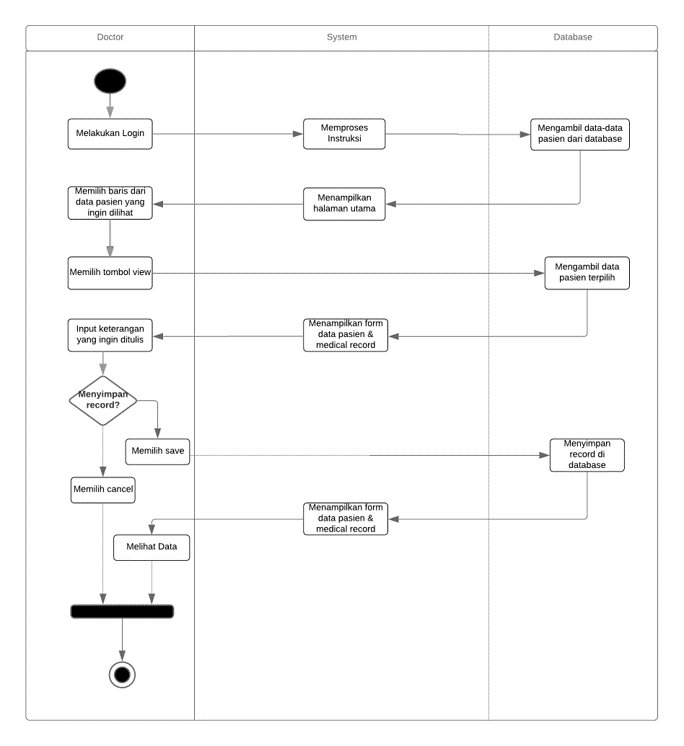 Doctor
System
Database
Melakukan Login
Memproses
Instruksi
Mengambil data-data
pasien dari database
Memilih baris dari
data pasien yang
ingin dilihat
Menampilkan
halaman utama
Memilih tombol view
Mengambil data
pasien terpilih
Input keterangan
yang ingin ditulis
Menampilkan form
data pasien &
medical record
Menyimpan
record?
Memilih save
Menyimpan
record di
database
Memilih cancel
Menampilkan form
data pasien &
medical record
Melihat Data